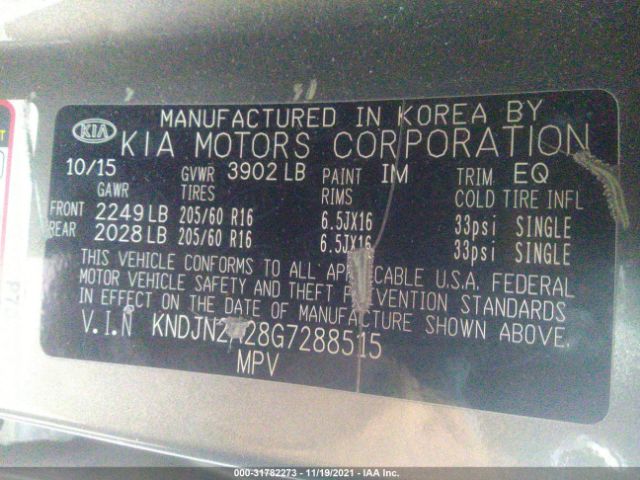 MANUFACTURED IN KOREA BY
KIA KIA MOTORS CORPORATION
10/15 GVWR 3902 LB PAINT IM TRIM EQ
GAWR TIRES RIMS COLD TIRE INFL
FRONT 2249 LB 205/60 R16 6.5JX16 33psi SINGLE
REAR 2028 LB 205/60 R16 6.5JX16 33psi SINGLE
THIS VEHICLE CONFORMS TO ALL APPLICABLE U.S.A. FEDERAL
MOTOR VEHICLE SAFETY AND THEFT PREVENTION STANDARDS
IN EFFECT ON THE DATE OF MANUFACTURE SHOWN ABOVE.
V.I.N
MPV
000-31782273 - 11/19/2021 - IAA Inc.